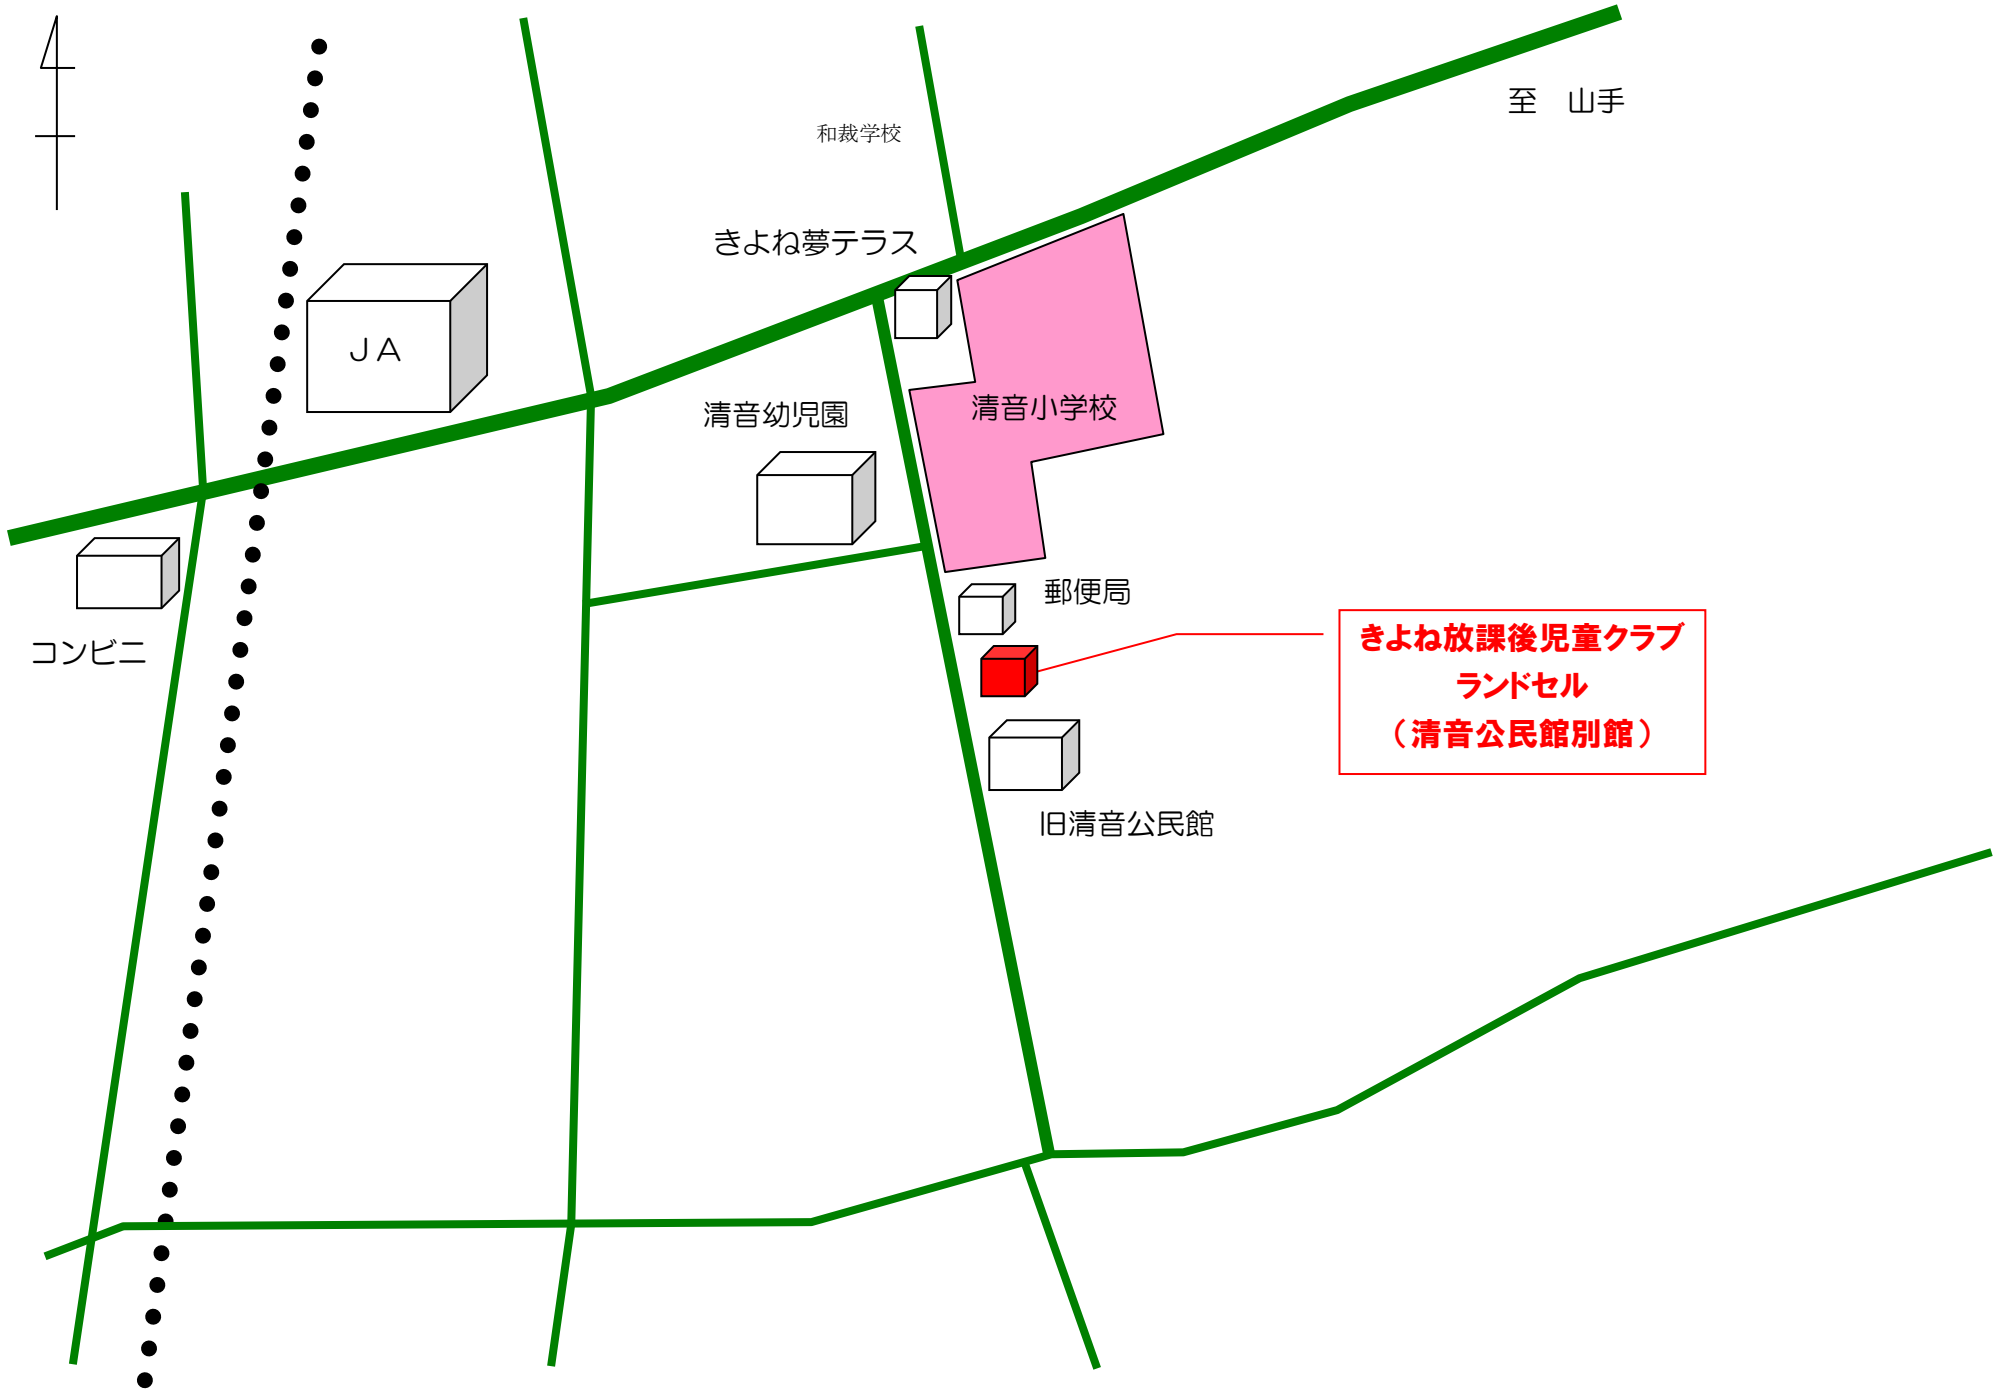 至　山手
和裁学校
きよね夢テラス
JA
清音幼児園
清音小学校
郵便局
コンビニ
きよね放課後児童クラブ
ランドセル
（清音公民館別館）
旧清音公民館